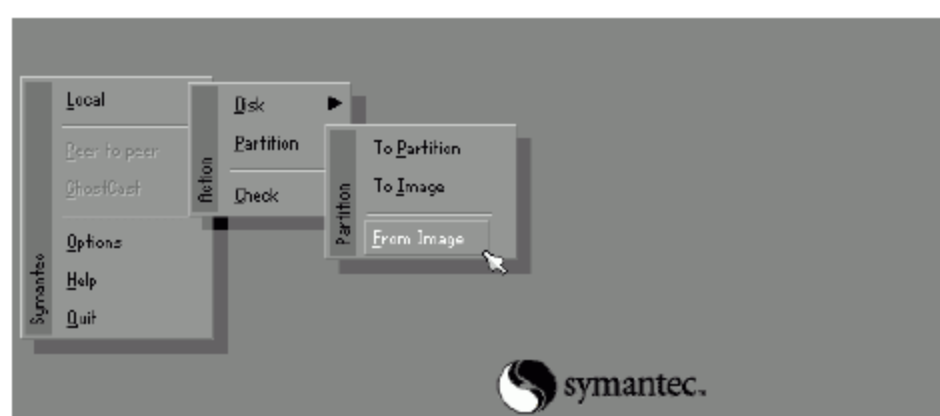 Local
Peer to peer
GhostCast
Options
Help
Quit
Symantec
Disk
Partition
Check
Action
To Partition
To Image
From Image
Partition
symantec.